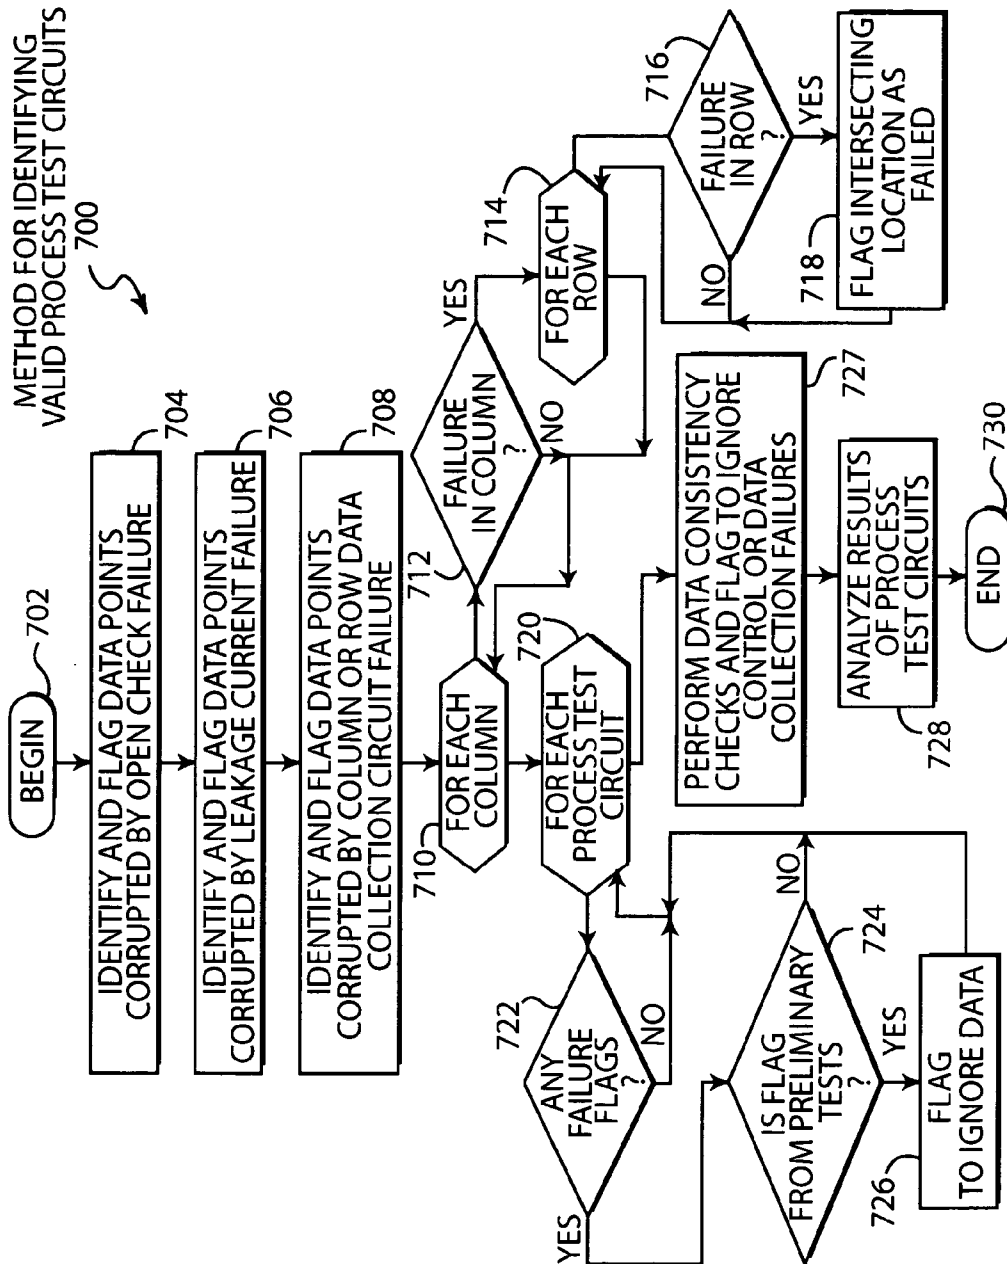 METHOD FOR IDENTIFYING
VALID PROCESS TEST CIRCUITS
700
BEGIN
702
IDENTIFY AND FLAG DATA POINTS
CORRUPTED BY OPEN CHECK FAILURE
704
IDENTIFY AND FLAG DATA POINTS
CORRUPTED BY LEAKAGE CURRENT FAILURE
706
IDENTIFY AND FLAG DATA POINTS
CORRUPTED BY COLUMN OR ROW DATA
COLLECTION CIRCUIT FAILURE
708
710
FOR EACH
COLUMN
712
FAILURE
IN COLUMN
?
YES
NO
714
FOR EACH
ROW
716
FAILURE
IN ROW
?
NO
YES
718
FLAG INTERSECTING
LOCATION AS
FAILED
720
FOR EACH
PROCESS TEST
CIRCUIT
722
ANY
FAILURE
FLAGS
?
YES
NO
724
IS FLAG
FROM PRELIMINARY
TESTS
?
NO
YES
726
FLAG
TO IGNORE DATA
PERFORM DATA CONSISTENCY
CHECKS AND FLAG TO IGNORE
CONTROL OR DATA
COLLECTION FAILURES
727
728
ANALYZE RESULTS
OF PROCESS
TEST CIRCUITS
END
730